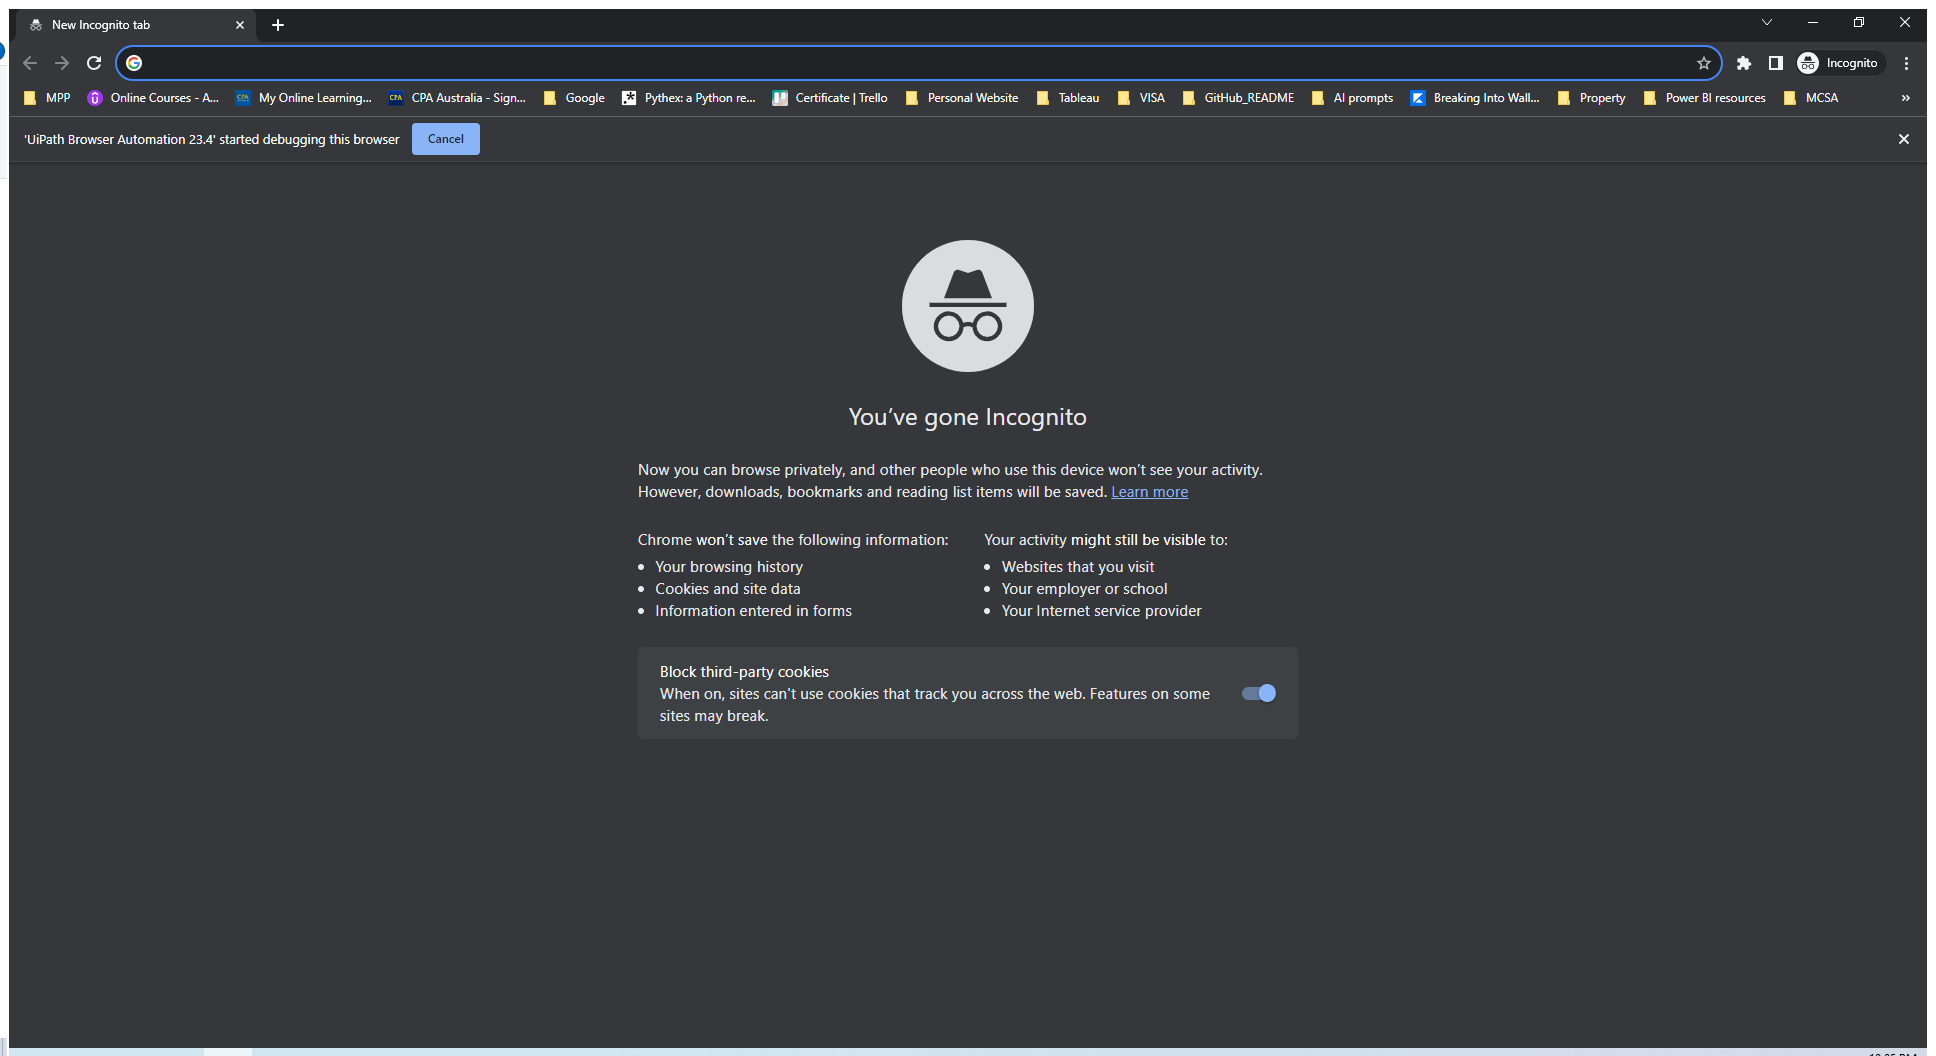 New Incognito tab
Incognito
MPP
Online Courses - A...
My Online Learning...
CPA Australia - Sign...
Google
Pythex: a Python re...
Certificate | Trello
Personal Website
Tableau
VISA
GitHub_README
AI prompts
Breaking Into Wall...
Property
Power BI resources
MCSA
»
'UiPath Browser Automation 23.4' started debugging this browser
Cancel
You’ve gone Incognito
Now you can browse privately, and other people who use this device won’t see your activity.
However, downloads, bookmarks and reading list items will be saved. Learn more
Chrome won’t save the following information:
• Your browsing history
• Cookies and site data
• Information entered in forms
Your activity might still be visible to:
• Websites that you visit
• Your employer or school
• Your Internet service provider
Block third-party cookies
When on, sites can't use cookies that track you across the web. Features on some
sites may break.